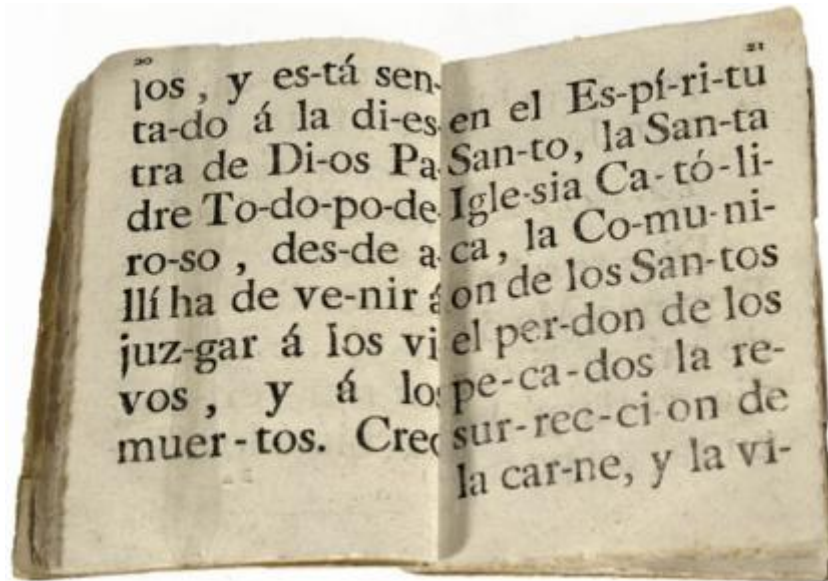 20
los, y es-tá sen-
ta-do á la di-es-
tra de Di-os Pa-
dre To-do-po-de-
ro-so, des-de a-
llí ha de ve-nir á
juz-gar á los vi
vos, y á los
muer-tos. Creo
21
en el Es-pí-ri-tu
San-to, la San-ta
Igle-sia Ca-tó-li-
ca, la Co-mu-ni-
on de los San-tos
el per-don de los
pe-ca-dos la re-
sur-rec-ci on de
la car-ne, y la vi-